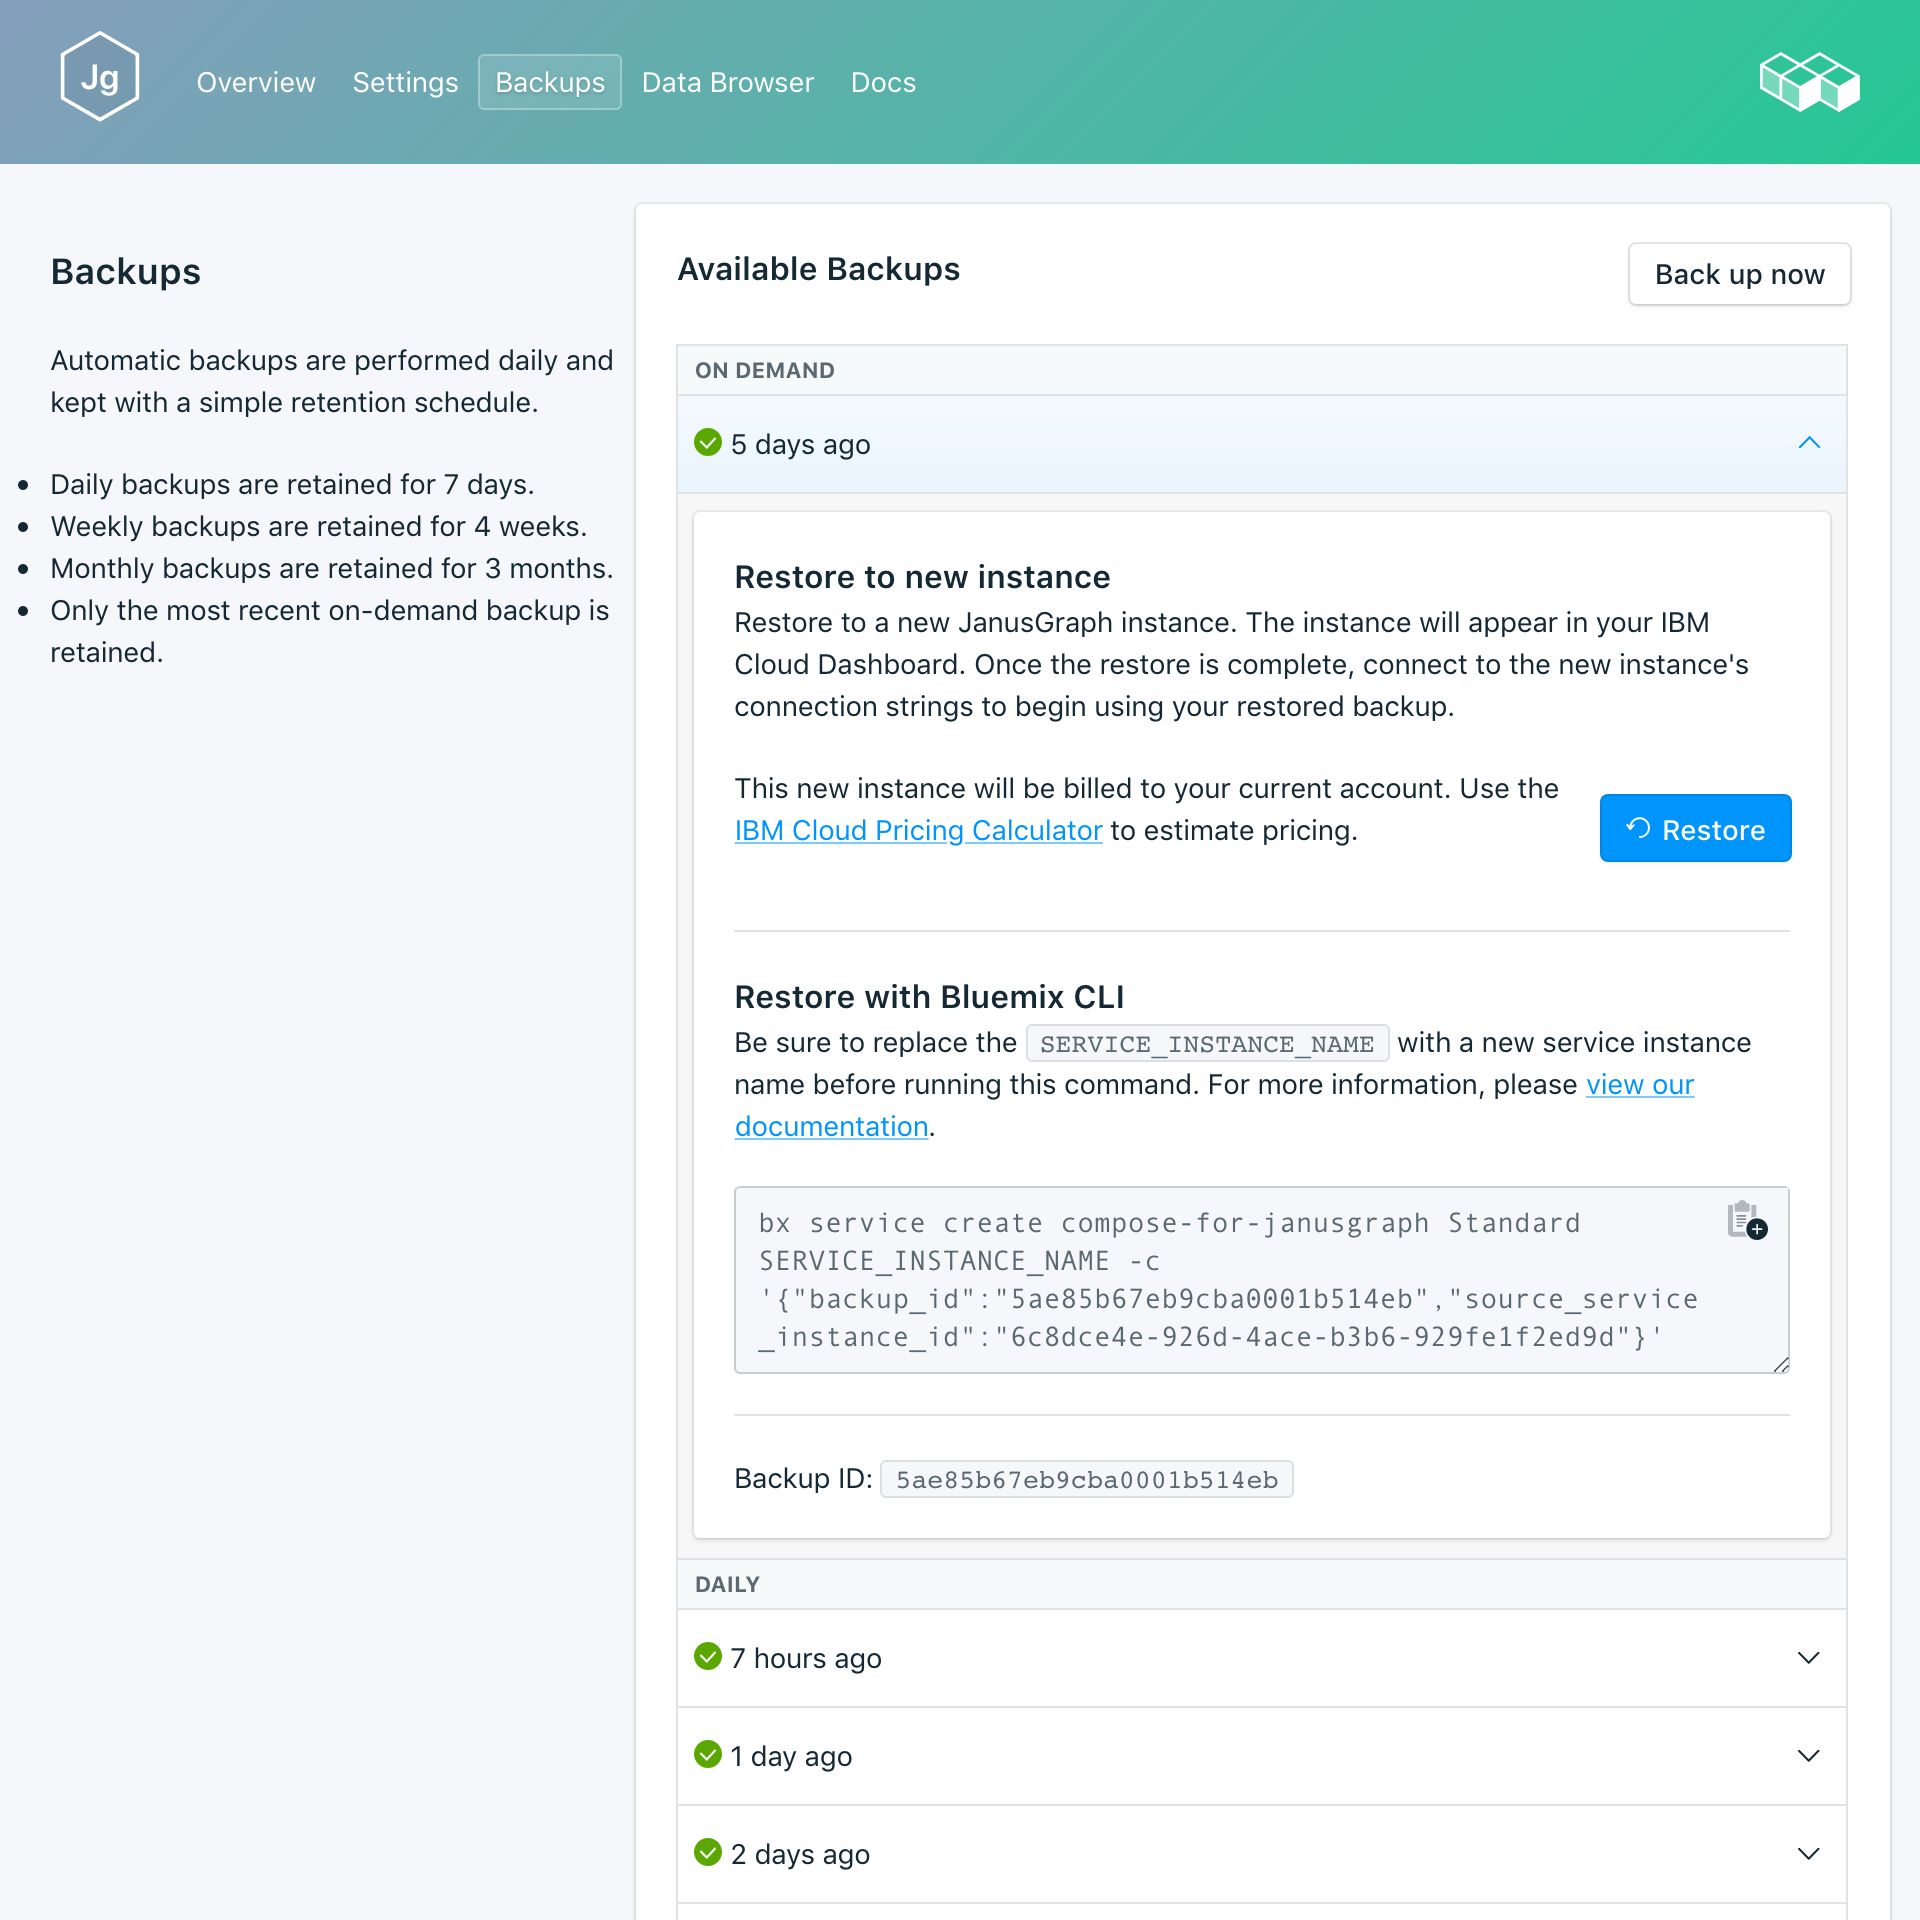 Jg
Overview Settings Backups Data Browser Docs
Backups
Automatic backups are performed daily and
kept with a simple retention schedule.
Daily backups are retained for 7 days.
Weekly backups are retained for 4 weeks.
Monthly backups are retained for 3 months.
Only the most recent on-demand backup is
retained.
Available Backups
Back up now
ON DEMAND
5 days ago
Restore to new instance
Restore to a new JanusGraph instance. The instance will appear in your IBM
Cloud Dashboard. Once the restore is complete, connect to the new instance's
connection strings to begin using your restored backup.
This new instance will be billed to your current account. Use the
IBM Cloud Pricing Calculator to estimate pricing.
Restore
Restore with Bluemix CLI
Be sure to replace the SERVICE_INSTANCE_NAME with a new service instance
name before running this command. For more information, please view our
documentation.
bx service create compose-for-janusgraph Standard
SERVICE_INSTANCE_NAME -c
'{"backup_id":"5ae85b67eb9cba0001b514eb","source_service
_instance_id":"6c8dce4e-926d-4ace-b3b6-929fe1f2ed9d"}'
Backup ID: 5ae85b67eb9cba0001b514eb
DAILY
7 hours ago
1 day ago
2 days ago